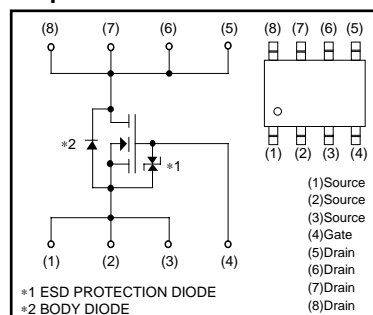 (8) (7) (6) (5)
(8) (7) (6) (5)
∗2
∗1
(1) (2) (3) (4)
(1)Source
(2)Source
(3)Source
(4)Gate
(5)Drain
(6)Drain
(7)Drain
(8)Drain
(1) (2) (3) (4)
∗1 ESD PROTECTION DIODE
∗2 BODY DIODE